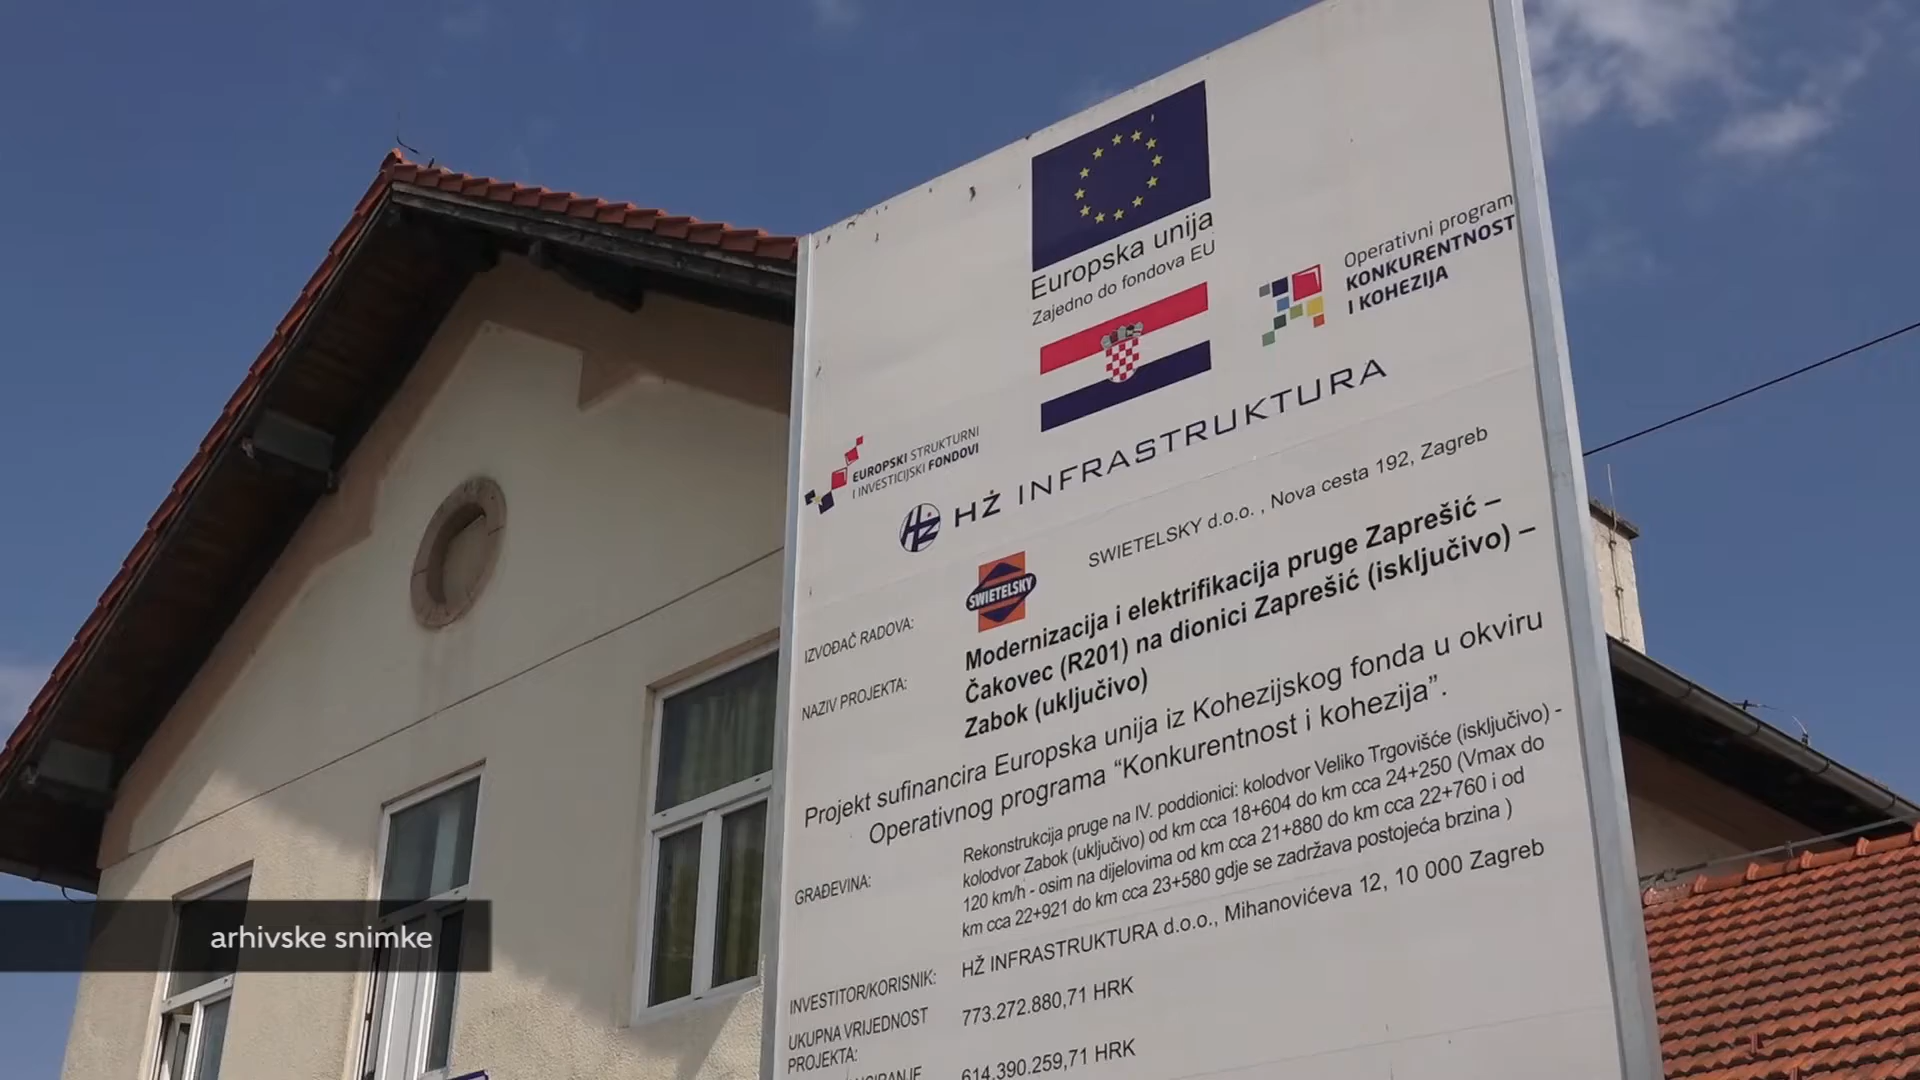 Europska unija
Zajedno do fondova EU
Operativni program
KONKURENTNOST
I KOHEZIJA
EUROPSKI STRUKTURNI
I INVESTICIJSKI FONDOVI
HŽ INFRASTRUKTURA
IZVOĐAČ RADOVA:
SWIETELSKY
SWIETELSKY d.o.o. , Nova cesta 192, Zagreb
NAZIV PROJEKTA:
Modernizacija i elektrifikacija pruge Zaprešić –
Čakovec (R201) na dionici Zaprešić (isključivo) –
Zabok (uključivo)
Projekt sufinancira Europska unija iz Kohezijskog fonda u okviru
Operativnog programa “Konkurentnost i kohezija”.
GRAĐEVINA:
Rekonstrukcija pruge na IV. poddionici: kolodvor Veliko Trgovišće (isključivo) -
kolodvor Zabok (uključivo) od km cca 18+604 do km cca 24+250 (Vmax do
120 km/h - osim na dijelovima od km cca 21+880 do km cca 22+760 i od
km cca 22+921 do km cca 23+580 gdje se zadržava postojeća brzina )
INVESTITOR/KORISNIK:
HŽ INFRASTRUKTURA d.o.o., Mihanovićeva 12, 10 000 Zagreb
UKUPNA VRIJEDNOST
PROJEKTA:
773.272.880,71 HRK
614.390.259,71 HRK
arhivske snimke